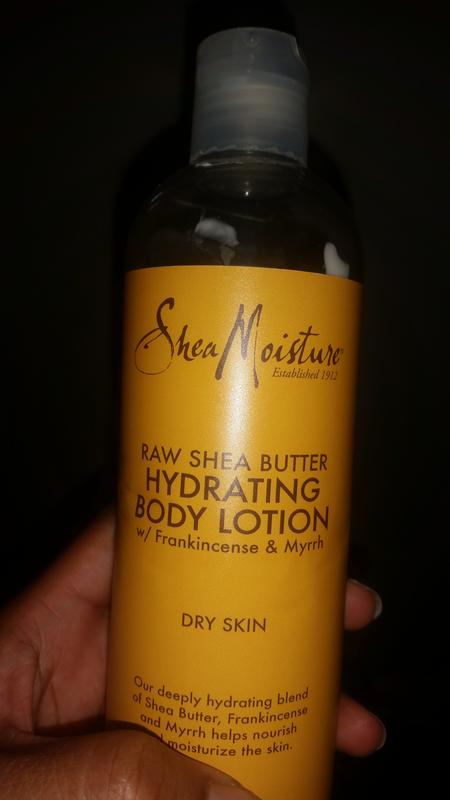 SheaMoisture
Established 1912
RAW SHEA BUTTER
HYDRATING
BODY LOTION
w/ Frankincense & Myrrh
DRY SKIN
Our deeply hydrating blend
of Shea Butter, Frankincense
and Myrrh helps nourish
moisturize the skin.